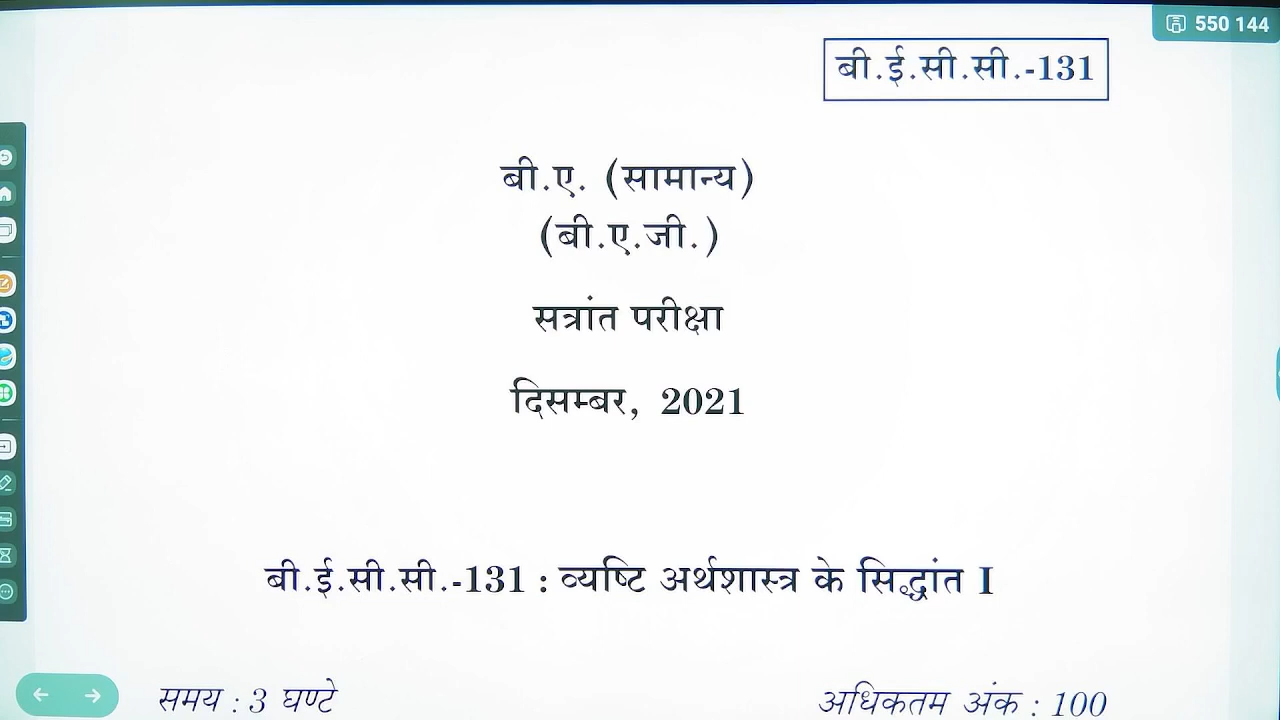 550 144
बी.ई.सी.सी.-131
बी.ए. (सामान्य)
(बी.ए.जी.)
सत्रांत परीक्षा
दिसम्बर, 2021
बी.ई.सी.सी.-131 : व्यष्टि अर्थशास्त्र के सिद्धांत I
समय : 3 घण्टे अधिकतम अंक : 100